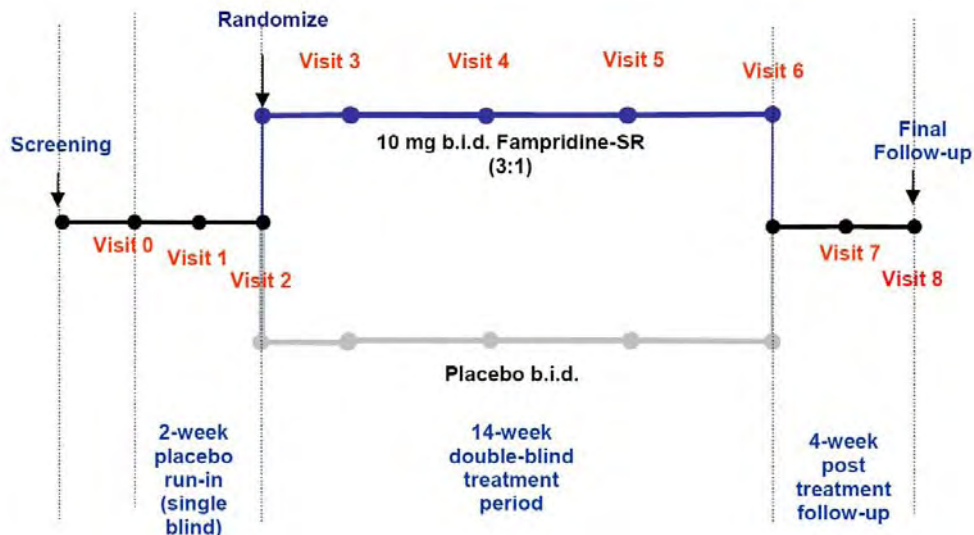 Randomize
Visit 3
Visit 4
Visit 5
Visit 6
10 mg b.i.d. Fampridine-SR
(3:1)
Screening
Final
Follow-up
Visit 0
Visit 1
Visit 2
Visit 7
Visit 8
Placebo b.i.d.
2-week
placebo
run-in
(single
blind)
14-week
double-blind
treatment
period
4-week
post
treatment
follow-up